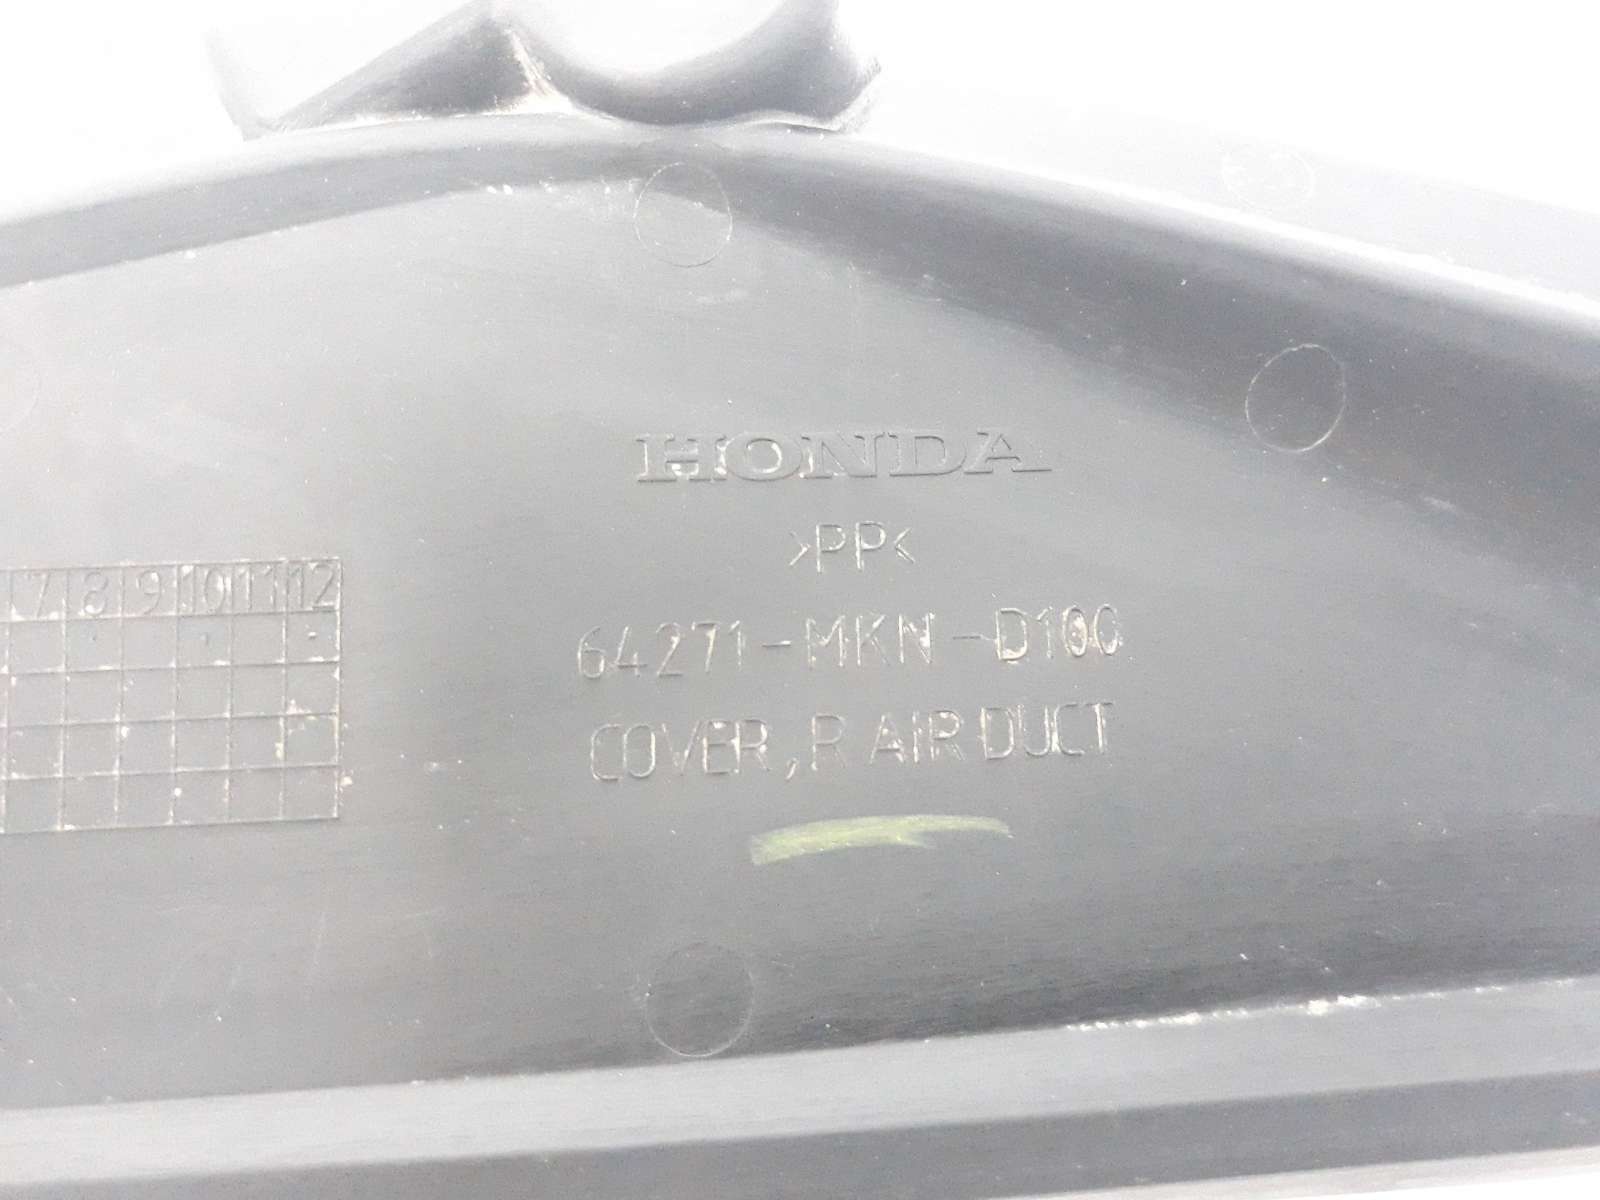 HONDA
>PP<
7 8 9 10 11 12
64271-MKN-D100
COVER, R AIR DUCT